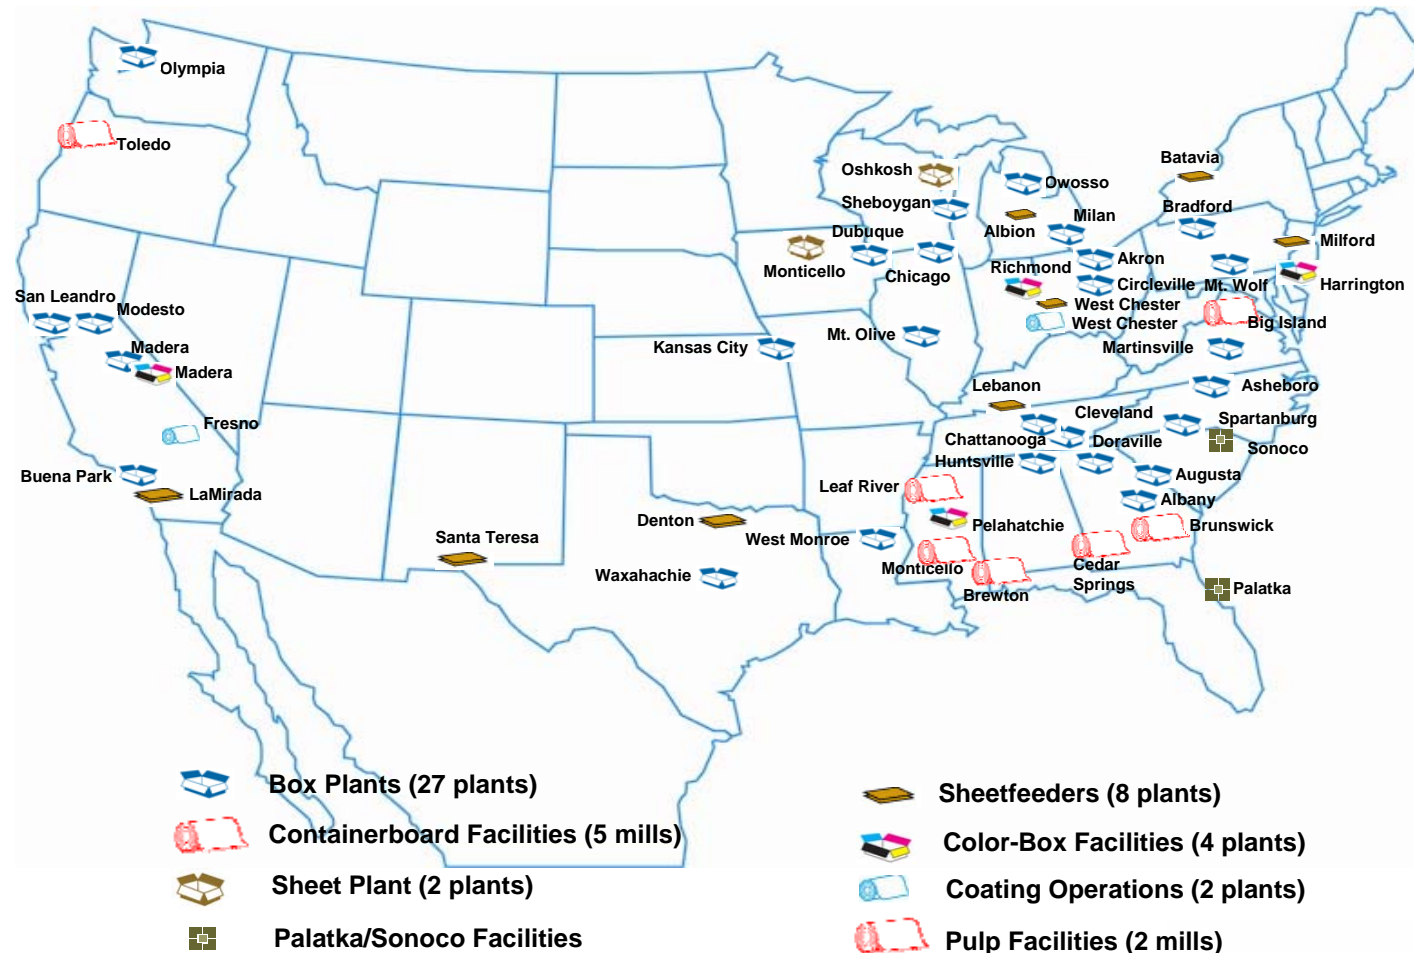 Olympia
Toledo
Batavia
Oshkosh
Owosso
Sheboygan
Bradford
Milan
Albion
Dubuque
Milford
Monticello
Chicago
Akron
Richmond
Circleville
Mt. Wolf
Harrington
San Leandro
Modesto
West Chester
West Chester
Big Island
Mt. Olive
Kansas City
Martinsville
Madera
Madera
Lebanon
Asheboro
Cleveland
Spartanburg
Fresno
Chattanooga
Doraville
Sonoco
Huntsville
Augusta
Buena Park
LaMirada
Leaf River
Albany
Denton
Pelahatchie
Brunswick
Santa Teresa
West Monroe
Monticello
Cedar
Springs
Waxahachie
Brewton
Palatka
Box Plants (27 plants)
Containerboard Facilities (5 mills)
Sheet Plant (2 plants)
Palatka/Sonoco Facilities
Sheetfeeders (8 plants)
Color-Box Facilities (4 plants)
Coating Operations (2 plants)
Pulp Facilities (2 mills)